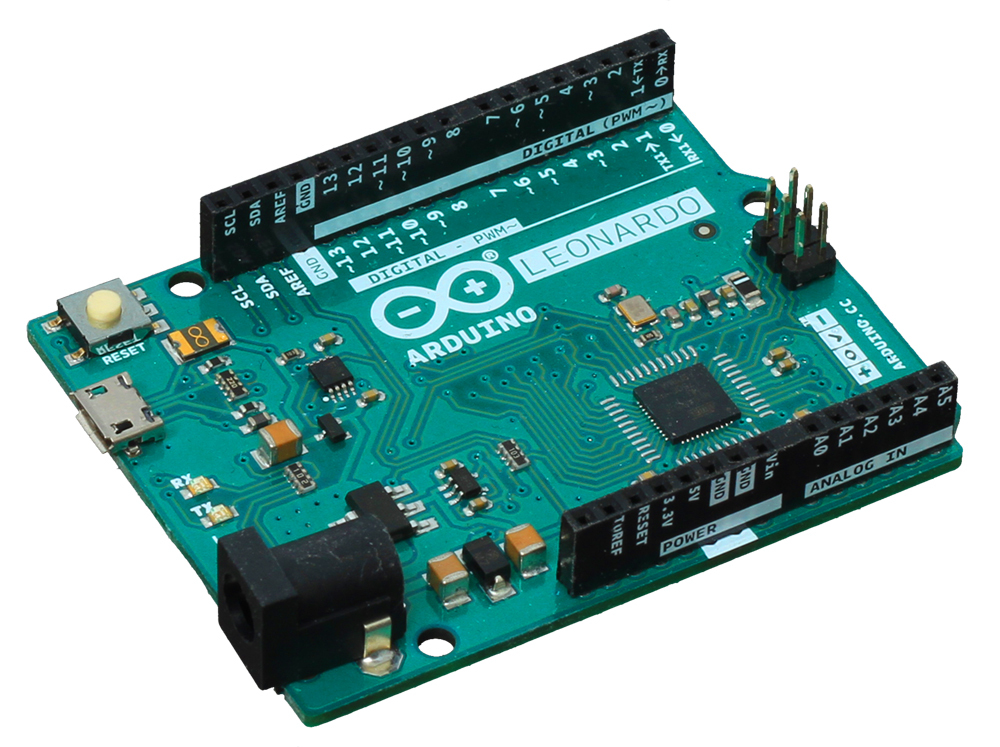 SCL SDA AREF GND 13 12 ~11 ~10 ~9 8 7 ~6 ~5 4 ~3 2 1←TX 0→RX
DIGITAL (PWM~)
SCL SDA AREF GND ~13 12 ~11 ~10 ~9 8 7 ~6 ~5 4 ~3 2 TX1→1 RX1←0
DIGITAL - PWM~
LEONARDO
®
ARDUINO
RESET
ARDUINO.CC
RX
TX
RESET 3.3V 5V GND GND Vin
POWER
A0 A1 A2 A3 A4 A5
ANALOG IN